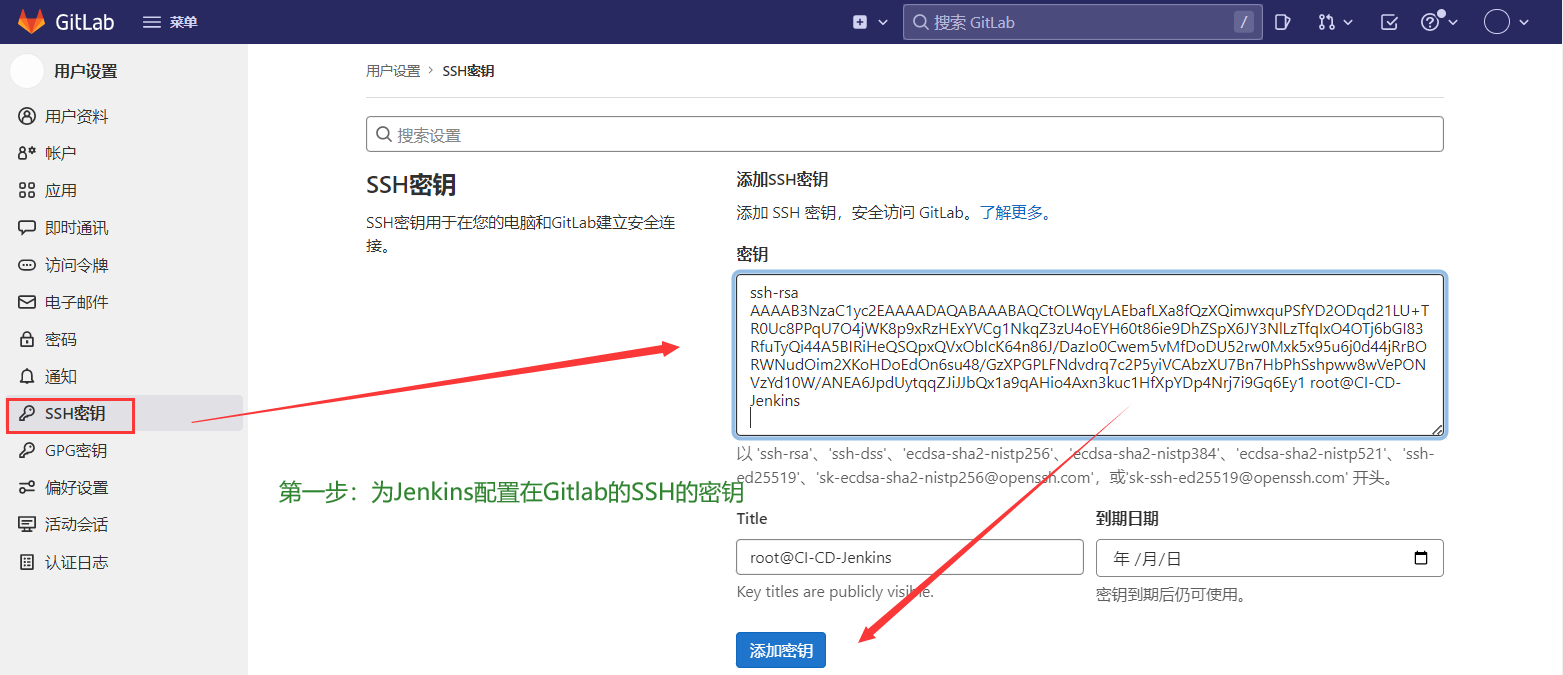 GitLab 菜单 搜索 GitLab /
用户设置
用户资料
帐户
应用
即时通讯
访问令牌
电子邮件
密码
通知
SSH密钥
GPG密钥
偏好设置
活动会话
认证日志
用户设置 › SSH密钥
搜索设置
SSH密钥
SSH密钥用于在您的电脑和GitLab建立安全连
接。
添加SSH密钥
添加 SSH 密钥，安全访问 GitLab。了解更多。
密钥
ssh-rsa
AAAAB3NzaC1yc2EAAAADAQABAAABAQCtOLWqyLAEbafLXa8fQzXQimwxquPSfYD2ODqd21LU+T
R0Uc8PPqU7O4jWK8p9xRzHExYVCg1NkqZ3zU4oEYH60t86ie9DhZSpX6JY3NlLzTfqIxO4OTj6bGI83
RfuTyQi44A5BIRiHeQSQpxQVxObIcK64n86J/DazIo0Cwem5vMfDoDU52rw0Mxk5x95u6j0d44jRrBO
RWNudOim2XKoHDoEdOn6su48/GzXPGPLFNdvdrq7c2P5yiVCAbzXU7Bn7HbPhSshpww8wVePON
VzYd10W/ANEA6JpdUytqqZJiJJbQx1a9qAHio4Axn3kuc1HfXpYDp4Nrj7i9Gq6Ey1 root@CI-CD-
Jenkins
以 'ssh-rsa'、'ssh-dss'、'ecdsa-sha2-nistp256'、'ecdsa-sha2-nistp384'、'ecdsa-sha2-nistp521'、'ssh-
ed25519'、'sk-ecdsa-sha2-nistp256@openssh.com'，或'sk-ssh-ed25519@openssh.com' 开头。
第一步：为Jenkins配置在Gitlab的SSH的密钥
Title
root@CI-CD-Jenkins
Key titles are publicly visible.
到期日期
年 /月/日
密钥到期后仍可使用。
添加密钥